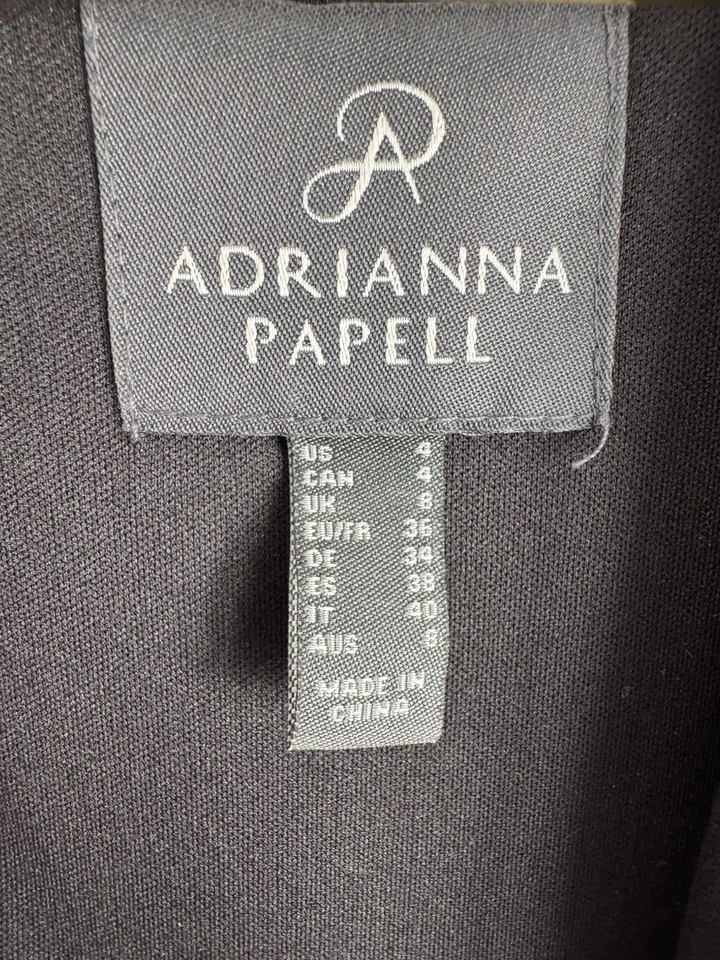 AP
ADRIANNA
PAPELL
US 4
CAN 4
UK 8
EU/FR 36
DE 34
ES 38
IT 40
AUS 8
MADE IN
CHINA